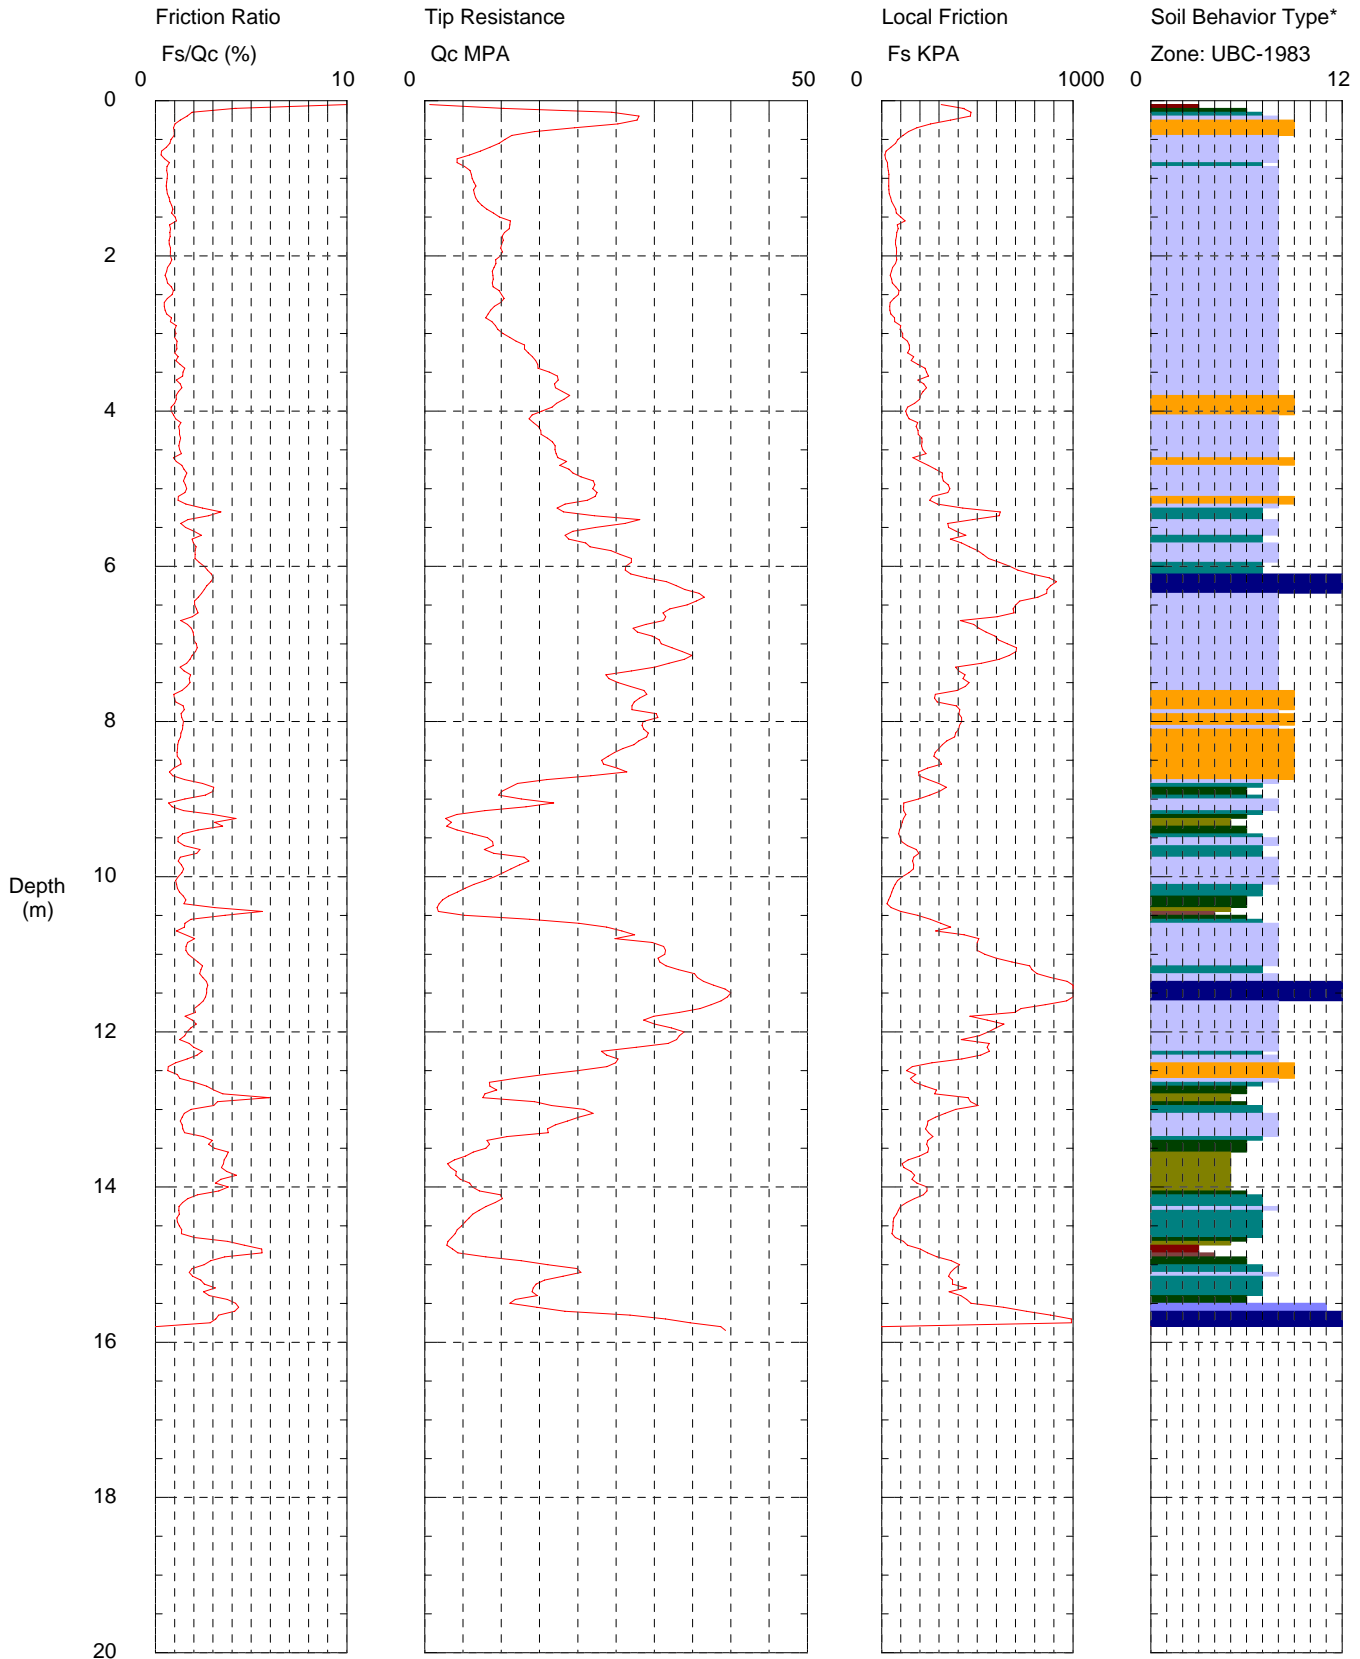 Friction Ratio Tip Resistance Local Friction Soil Behavior Type*
Fs/Qc (%) Qc MPA Fs KPA Zone: UBC-1983
0 10 0 50 0 1000 0 12
0
2
4
6
8
10
Depth
(m)
12
14
16
18
20